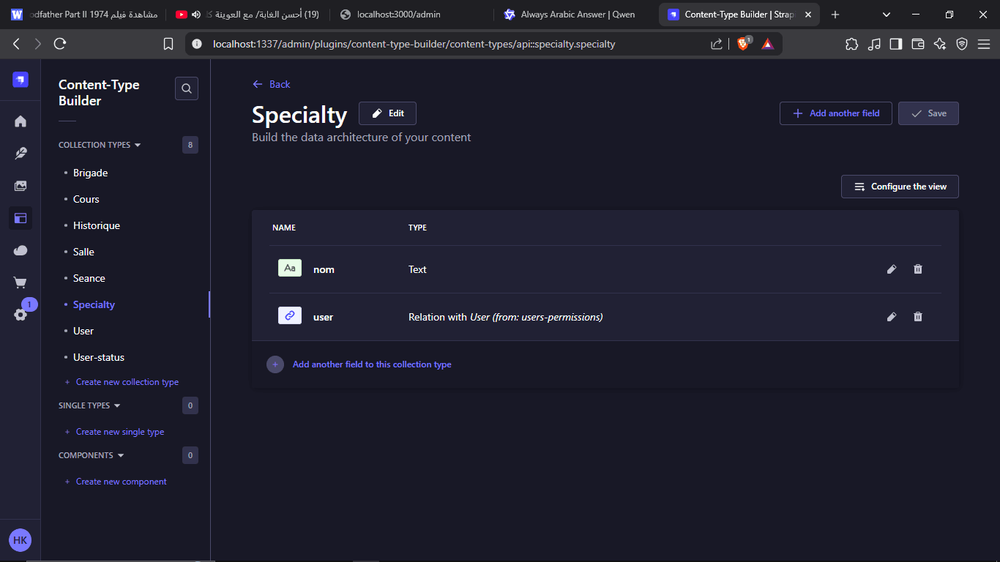 مشاهدة فيلم odfather Part II 1974
(19) أحسن الغابة/ مع العوينة
localhost:3000/admin
Always Arabic Answer | Qwen
Content-Type Builder | Strap
localhost:1337/admin/plugins/content-type-builder/content-types/api::specialty.specialty
1
Content-Type
Builder
Back
Specialty
Edit
Add another field
Save
Build the data architecture of your content
COLLECTION TYPES
8
Brigade
Cours
Historique
Salle
Seance
Specialty
User
User-status
Create new collection type
SINGLE TYPES
0
Create new single type
COMPONENTS
0
Create new component
Configure the view
NAME
TYPE
Aa
nom
Text
user
Relation with User (from: users-permissions)
Add another field to this collection type
1
HK